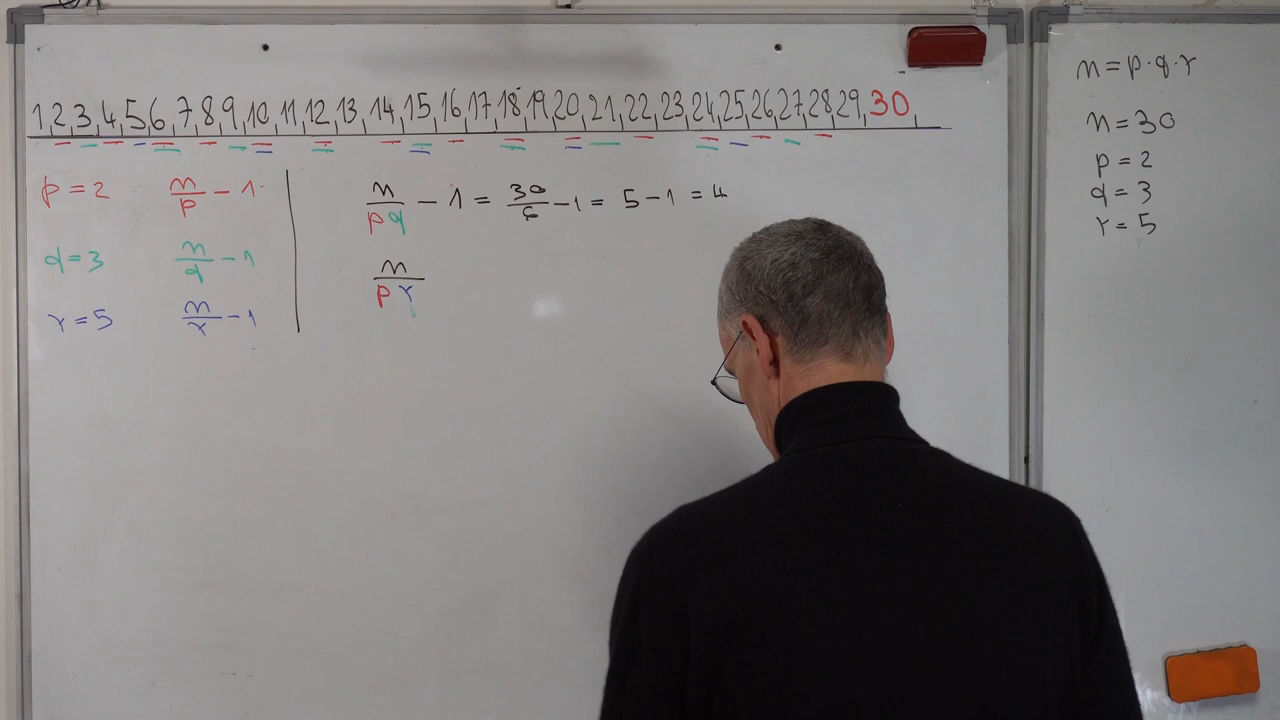 1,2,3,4,5,6,7,8,9,10,11,12,13,14,15,16,17,18,19,20,21,22,23,24,25,26,27,28,29,30,
p=2 n/p - 1
q=3 n/q - 1
r=5 n/r - 1
n/pq - 1 = 30/6 - 1 = 5-1 = 4
n/pr
n=p·q·r
n=30
p=2
q=3
r=5